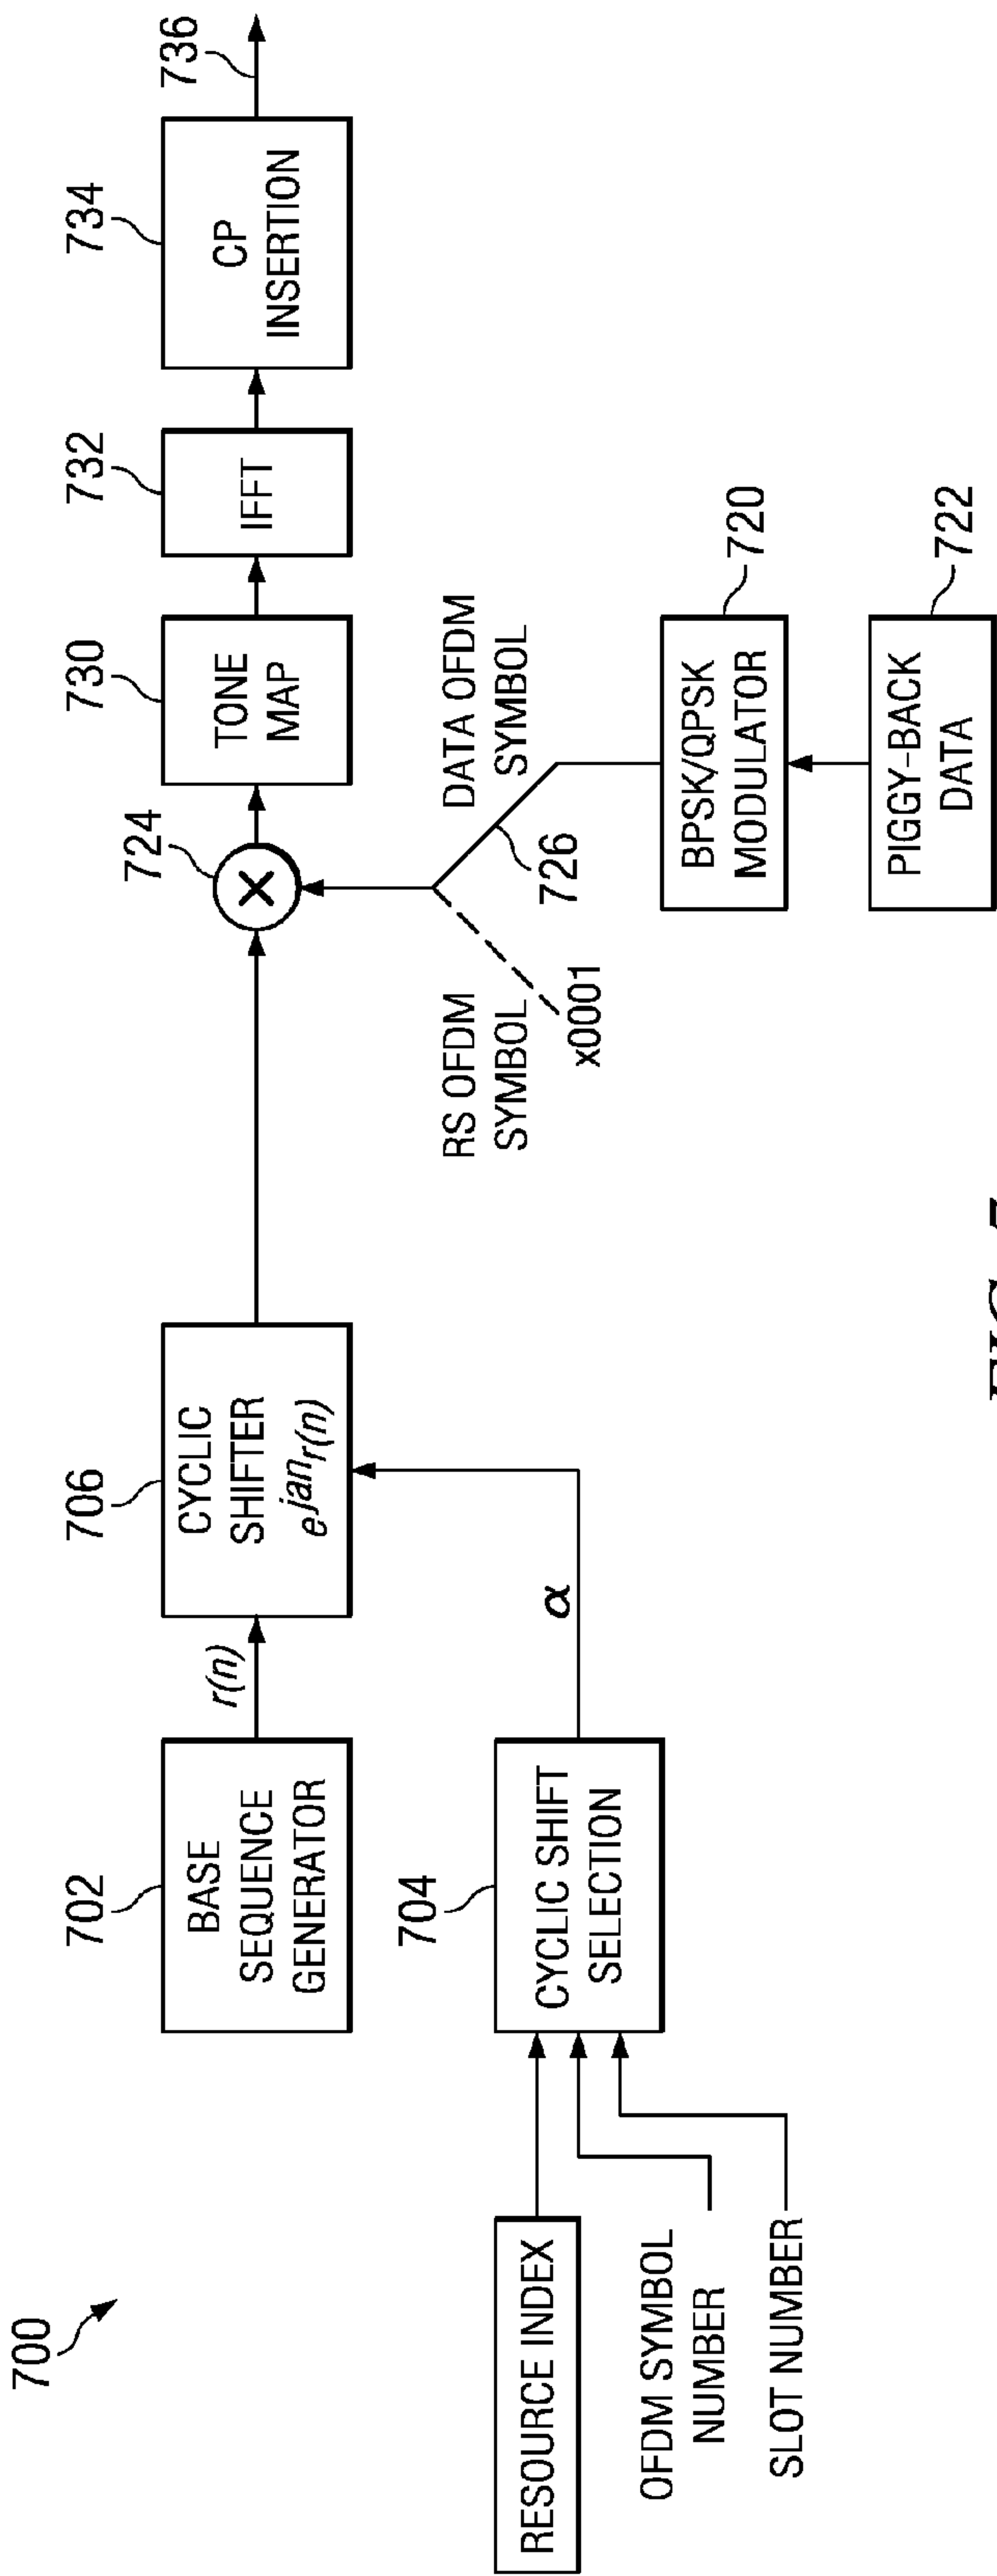 700
702
BASE
SEQUENCE
GENERATOR
r(n)
706
CYCLIC
SHIFTER
e^jan r(n)
724
×
730
TONE
MAP
732
IFFT
734
CP
INSERTION
736
RESOURCE INDEX
OFDM SYMBOL
NUMBER
SLOT NUMBER
704
CYCLIC SHIFT
SELECTION
α
RS OFDM
SYMBOL
x0001
DATA OFDM
SYMBOL
726
BPSK/QPSK
MODULATOR
720
PIGGY-BACK
DATA
722